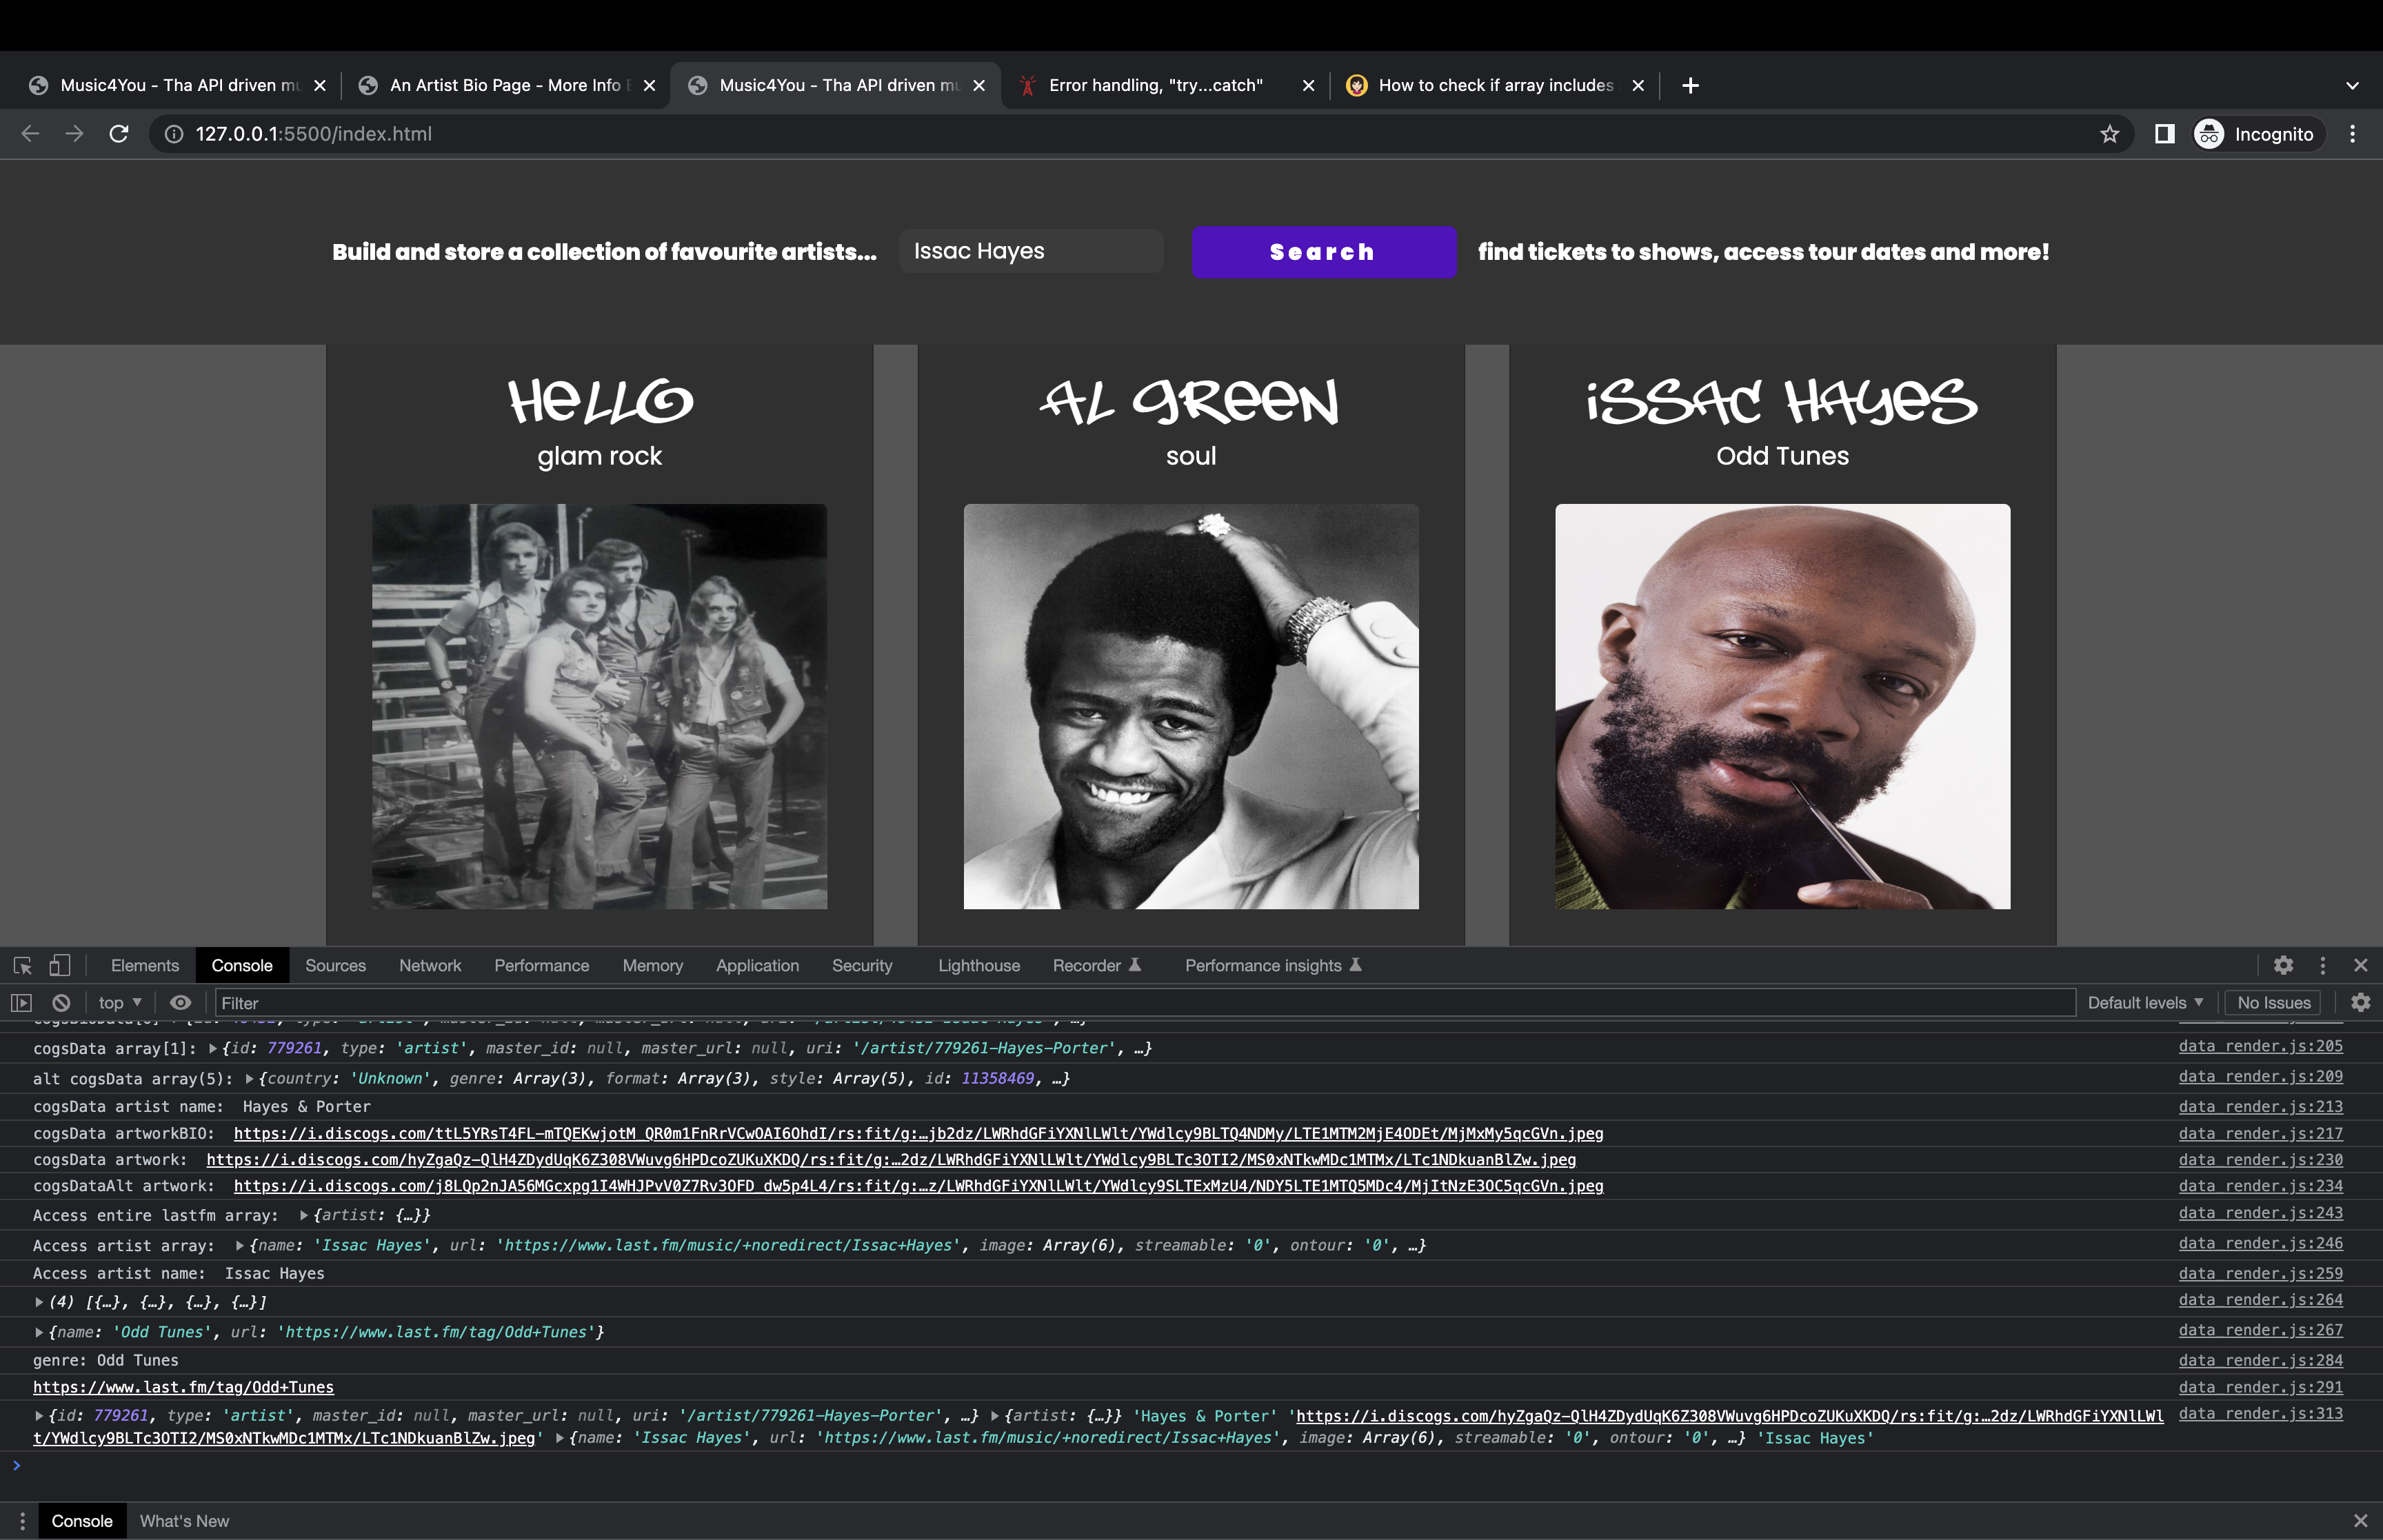 Music4You - Tha API driven mu
An Artist Bio Page - More Info
Music4You - Tha API driven mu
Error handling, "try...catch"
How to check if array includes
127.0.0.1:5500/index.html
Incognito
Build and store a collection of favourite artists...
Issac Hayes
Search
find tickets to shows, access tour dates and more!
Hello
glam rock
Al Green
soul
Issac Hayes
Odd Tunes
Elements Console Sources Network Performance Memory Application Security Lighthouse Recorder Performance insights
top Filter Default levels No Issues
cogsData array[1]: {id: 779261, type: 'artist', master_id: null, master_url: null, uri: '/artist/779261-Hayes-Porter', …} data_render.js:205
alt cogsData array(5): {country: 'Unknown', genre: Array(3), format: Array(3), style: Array(5), id: 11358469, …} data_render.js:209
cogsData artist name: Hayes & Porter data_render.js:213
cogsData artworkBIO: https://i.discogs.com/ttL5YRsT4FL-mTQEKwjotM_QR0m1FnRrVCwOAI6OhdI/rs:fit/g:…jb2dz/LWRhdGFiYXNlLWlt/YWdlcy9BLTQ4NDMy/LTE1MTM2MjE4ODEt/MjMxMy5qcGVn.jpeg data_render.js:217
cogsData artwork: https://i.discogs.com/hyZgaQz-QlH4ZDydUqK6Z308VWuvg6HPDcoZUKuXKDQ/rs:fit/g:…2dz/LWRhdGFiYXNlLWlt/YWdlcy9BLTc3OTI2/MS0xNTkwMDc1MTMx/LTc1NDkuanBlZw.jpeg data_render.js:230
cogsDataAlt artwork: https://i.discogs.com/j8LQp2nJA56MGcxpg1I4WHJPvV0Z7Rv3OFD_dw5p4L4/rs:fit/g:…z/LWRhdGFiYXNlLWlt/YWdlcy9SLTExMzU4/NDY5LTE1MTQ5MDc4/MjItNzE3OC5qcGVn.jpeg data_render.js:234
Access entire lastfm array: {artist: {…}} data_render.js:243
Access artist array: {name: 'Issac Hayes', url: 'https://www.last.fm/music/+noredirect/Issac+Hayes', image: Array(6), streamable: '0', ontour: '0', …} data_render.js:246
Access artist name: Issac Hayes data_render.js:259
(4) [{…}, {…}, {…}, {…}] data_render.js:264
{name: 'Odd Tunes', url: 'https://www.last.fm/tag/Odd+Tunes'} data_render.js:267
genre: Odd Tunes data_render.js:284
https://www.last.fm/tag/Odd+Tunes data_render.js:291
{id: 779261, type: 'artist', master_id: null, master_url: null, uri: '/artist/779261-Hayes-Porter', …} {artist: {…}} 'Hayes & Porter' 'https://i.discogs.com/hyZgaQz-QlH4ZDydUqK6Z308VWuvg6HPDcoZUKuXKDQ/rs:fit/g:…2dz/LWRhdGFiYXNlLWl data_render.js:313
t/YWdlcy9BLTc3OTI2/MS0xNTkwMDc1MTMx/LTc1NDkuanBlZw.jpeg' {name: 'Issac Hayes', url: 'https://www.last.fm/music/+noredirect/Issac+Hayes', image: Array(6), streamable: '0', ontour: '0', …} 'Issac Hayes'
Console What's New